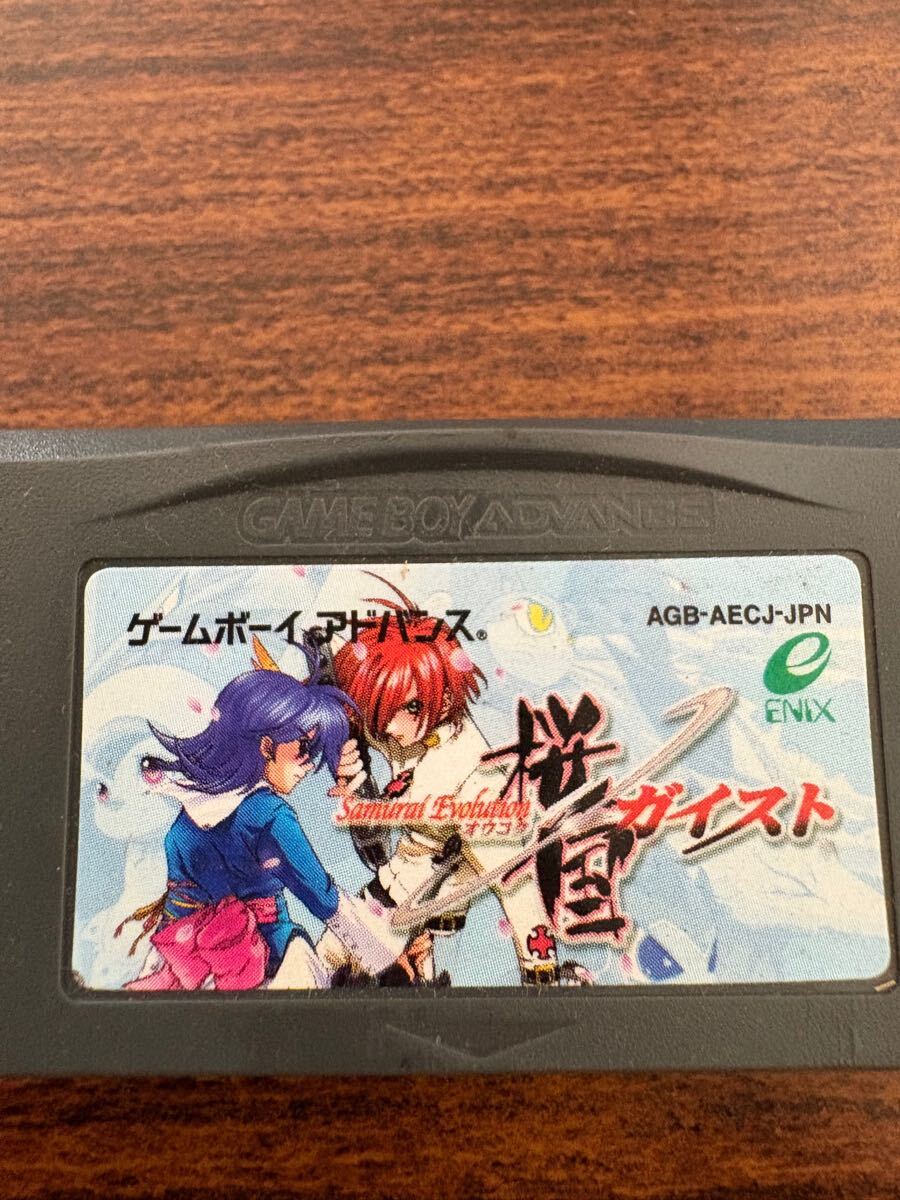 GAME BOY ADVANCE
ゲームボーイアドバンス®
AGB-AECJ-JPN
e
ENIX
Samurai Evolution
オウコク
桜国ガイスト